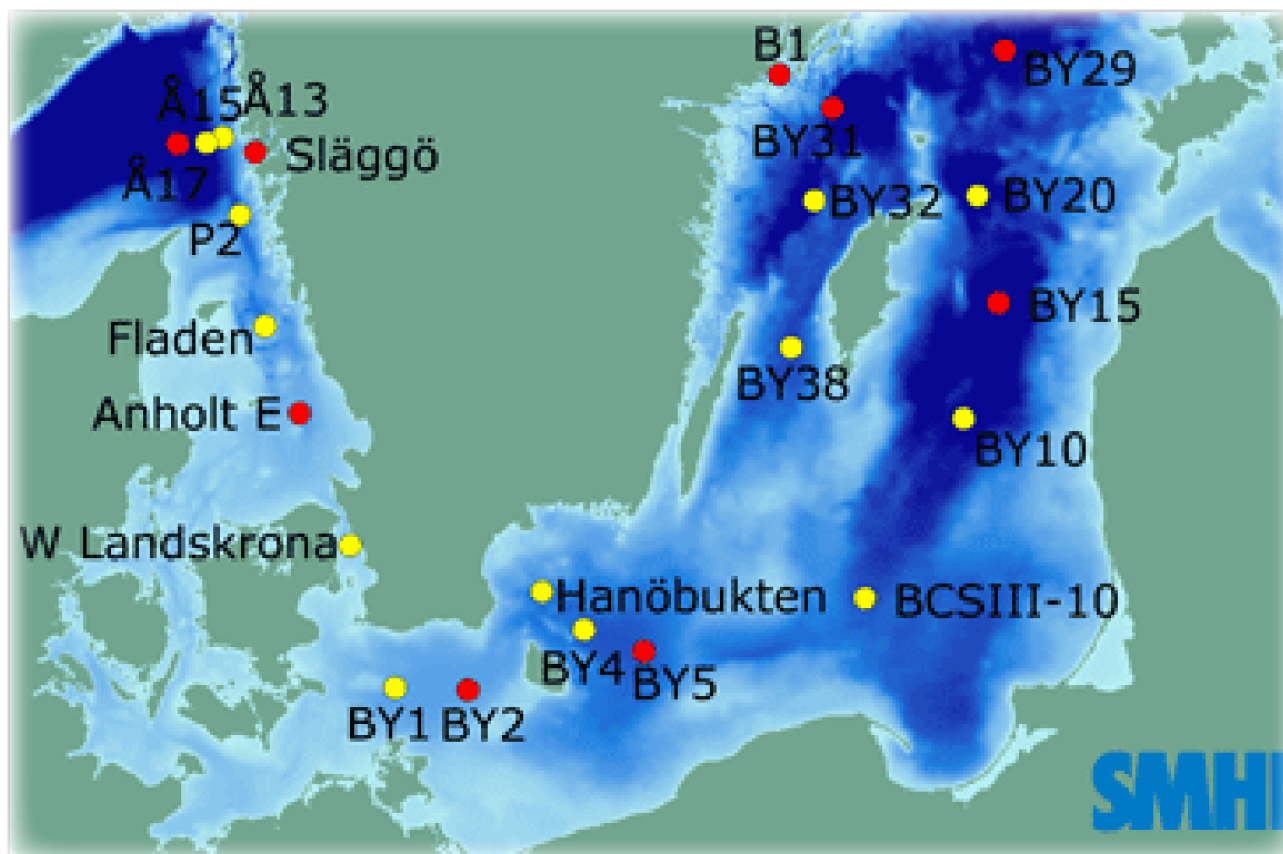 B1
BY29
Å15
Å13
BY31
Släggö
Å17
BY32
BY20
P2
BY15
Fladen
BY38
Anholt E
BY10
W Landskrona
Hanöbukten
BCSIII-10
BY4
BY5
BY1
BY2
SMHI